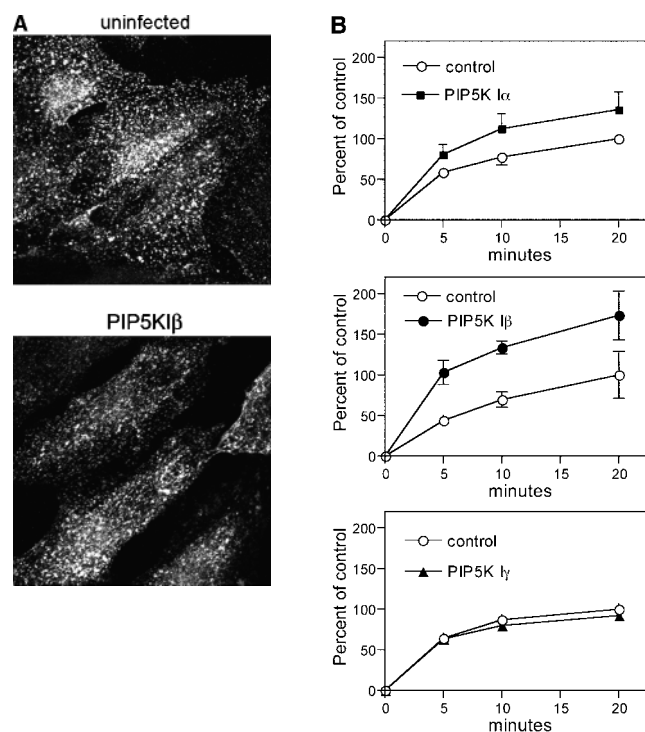 A
uninfected
PIP5KIβ
B
Percent of control
200
150
100
50
0
control
PIP5K Iα
0 5 10 15 20
minutes
Percent of control
200
150
100
50
0
control
PIP5K Iβ
0 5 10 15 20
minutes
Percent of control
200
150
100
50
0
control
PIP5K Iγ
0 5 10 15 20
minutes